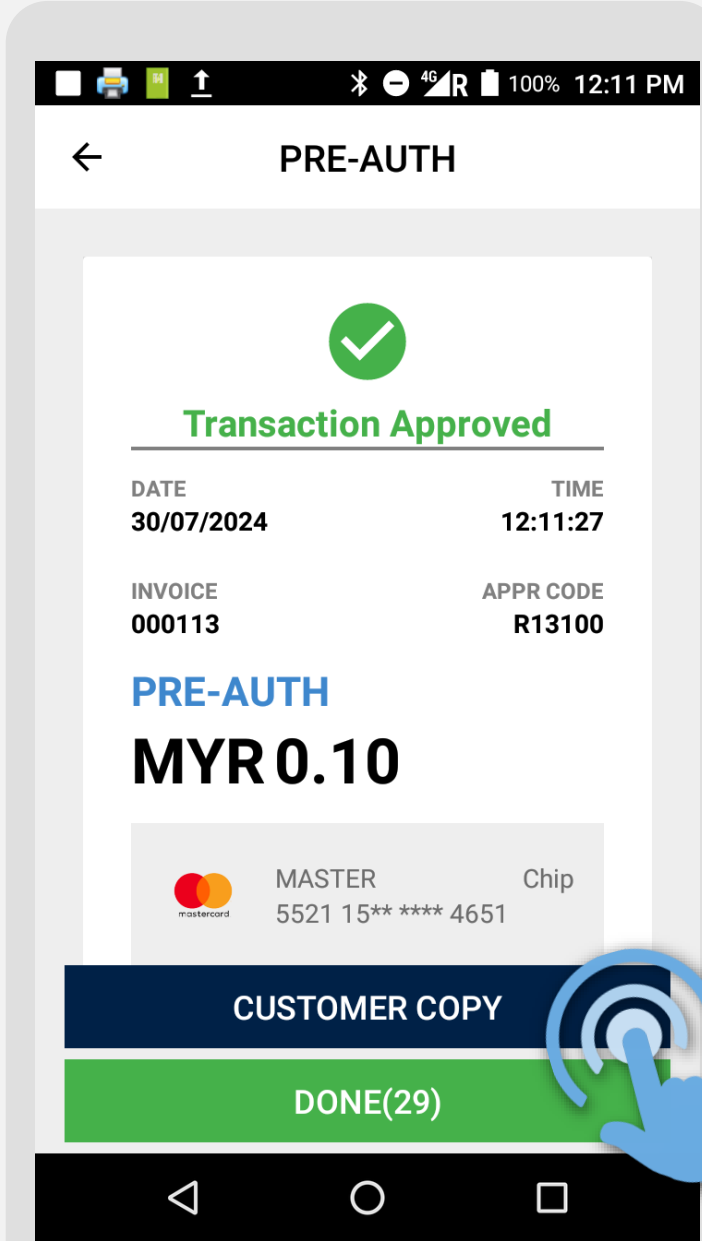 4G R 100% 12:11 PM
PRE-AUTH
Transaction Approved
DATE TIME
30/07/2024 12:11:27
INVOICE APPR CODE
000113 R13100
PRE-AUTH
MYR 0.10
MASTER Chip
mastercard 5521 15** **** 4651
CUSTOMER COPY
DONE(29)